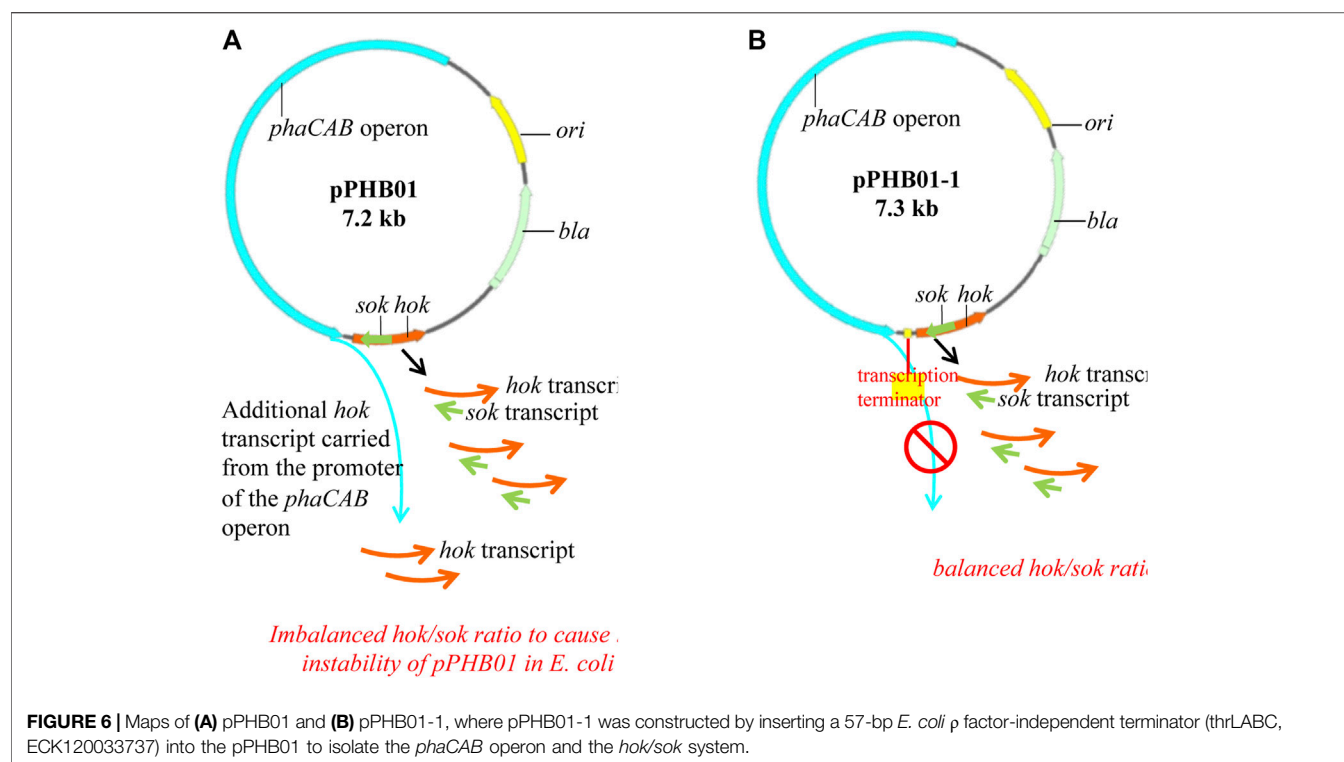 A
phaCAB operon
ori
pPHB01
7.2 kb
bla
sok hok
hok transcri
sok transcript
Additional hok
transcript carried
from the promoter
of the phaCAB
operon
hok transcript
Imbalanced hok/sok ratio to cause
instability of pPHB01 in E. coli
B
phaCAB operon
ori
pPHB01-1
7.3 kb
bla
sok hok
transcription
terminator
hok transc
sok transcript
balanced hok/sok rati
FIGURE 6 | Maps of (A) pPHB01 and (B) pPHB01-1, where pPHB01-1 was constructed by inserting a 57-bp E. coli ρ factor-independent terminator (thrLABC,
ECK120033737) into the pPHB01 to isolate the phaCAB operon and the hok/sok system.